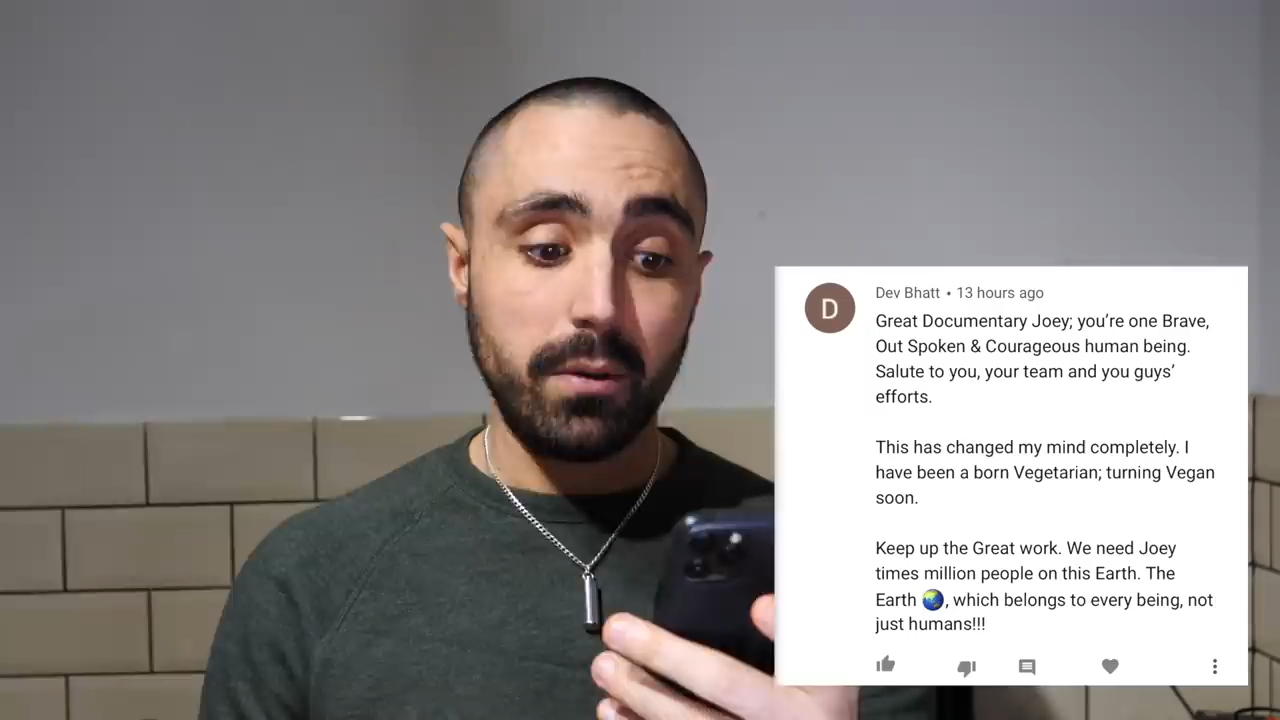 D
Dev Bhatt • 13 hours ago
Great Documentary Joey; you’re one Brave,
Out Spoken & Courageous human being.
Salute to you, your team and you guys’
efforts.
This has changed my mind completely. I
have been a born Vegetarian; turning Vegan
soon.
Keep up the Great work. We need Joey
times million people on this Earth. The
Earth 🌏, which belongs to every being, not
just humans!!!